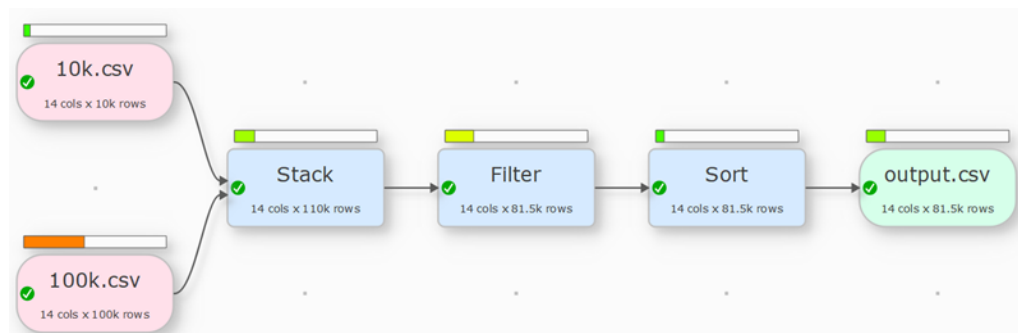 10k.csv
14 cols x 10k rows
Stack
14 cols x 110k rows
Filter
14 cols x 81.5k rows
Sort
14 cols x 81.5k rows
output.csv
14 cols x 81.5k rows
100k.csv
14 cols x 100k rows